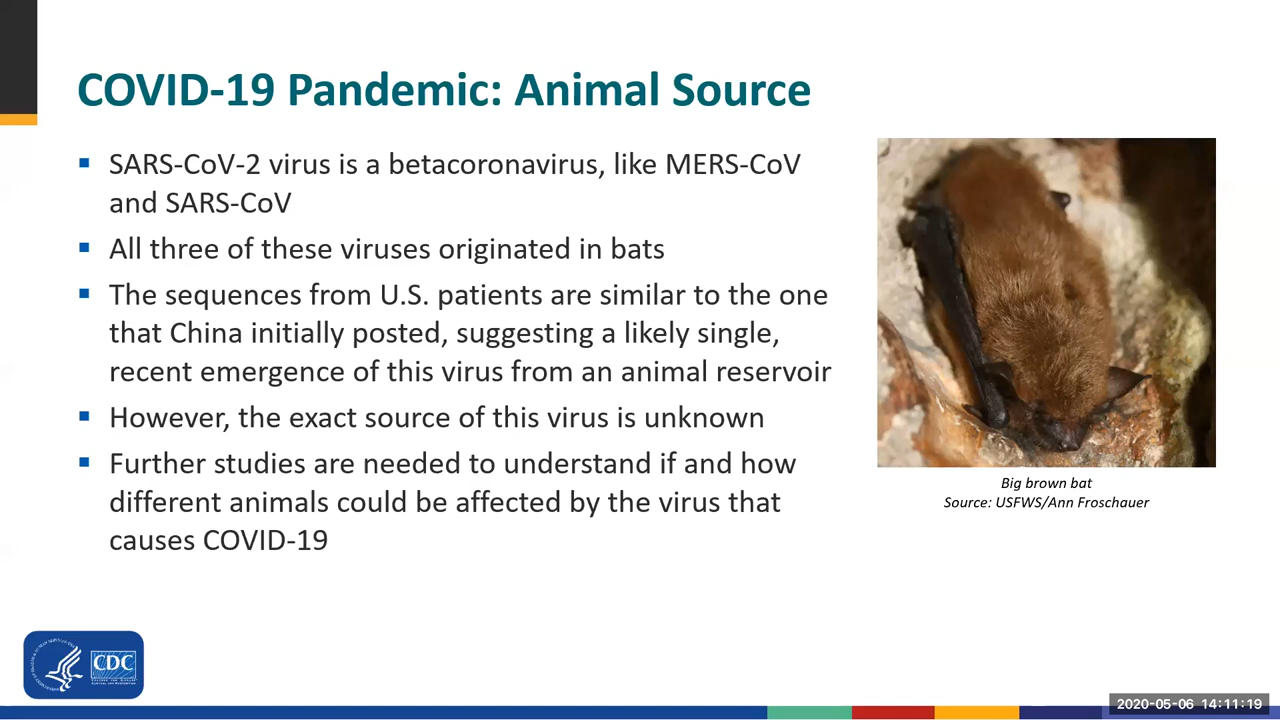 COVID-19 Pandemic: Animal Source
SARS-CoV-2 virus is a betacoronavirus, like MERS-CoV
and SARS-CoV
All three of these viruses originated in bats
The sequences from U.S. patients are similar to the one
that China initially posted, suggesting a likely single,
recent emergence of this virus from an animal reservoir
However, the exact source of this virus is unknown
Further studies are needed to understand if and how
different animals could be affected by the virus that
causes COVID-19
Big brown bat
Source: USFWS/Ann Froschauer
CDC
2020-05-06 14:11:19